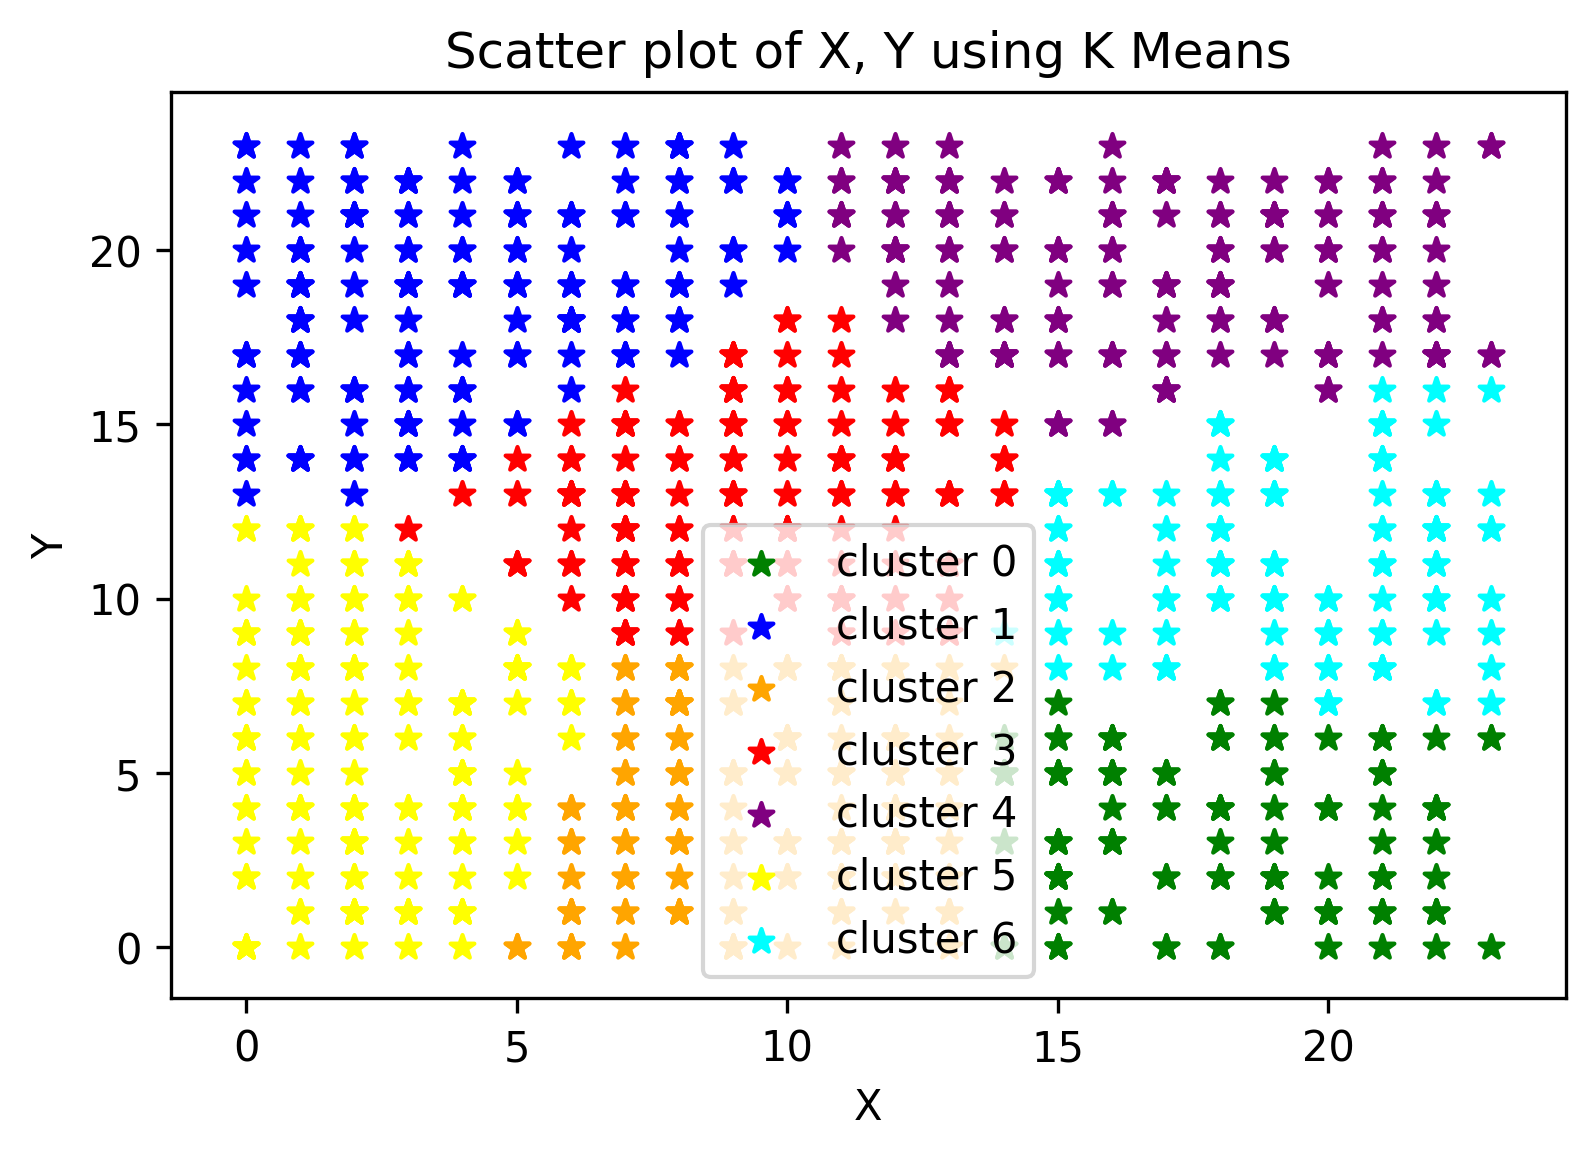 Scatter plot of X, Y using K Means
Y
20
15
10
5
0
cluster 0
cluster 1
cluster 2
cluster 3
cluster 4
cluster 5
cluster 6
0 5 10 15 20
X